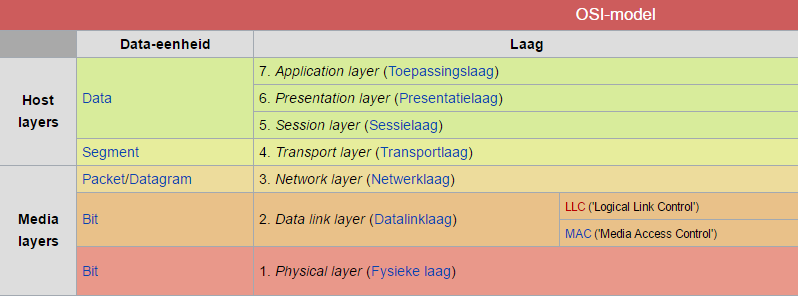 OSI-model
Data-eenheid Laag
Host layers
Data
7. Application layer (Toepassingslaag)
6. Presentation layer (Presentatielaag)
5. Session layer (Sessielaag)
Segment 4. Transport layer (Transportlaag)
Media layers
Packet/Datagram 3. Network layer (Netwerklaag)
Bit 2. Data link layer (Datalinklaag)
LLC ('Logical Link Control')
MAC ('Media Access Control')
Bit 1. Physical layer (Fysieke laag)